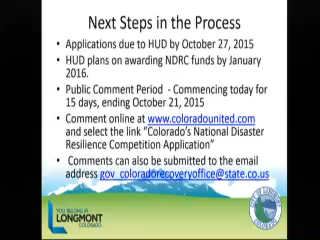 Next Steps in the Process
• Applications due to HUD by October 27, 2015
• HUD plans on awarding NDRC funds by January
2016.
• Public Comment Period - Commencing today for
15 days, ending October 21, 2015
• Comment online at www.coloradounited.com
and select the link “Colorado’s National Disaster
Resilience Competition Application”
• Comments can also be submitted to the email
address gov_coloradorecoveryoffice@state.co.us
YOU BELONG IN
LONGMONT
COLORADO